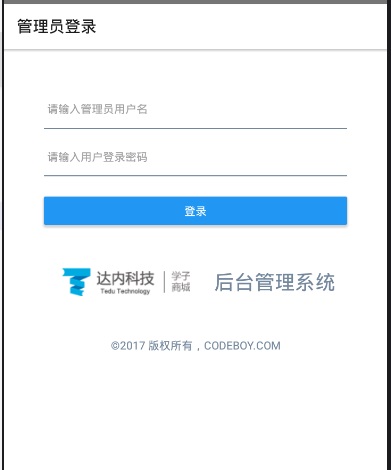 管理员登录
请输入管理员用户名
请输入用户登录密码
登录
达内科技 学子商城 后台管理系统
Tedu Technology
©2017 版权所有，CODEBOY.COM